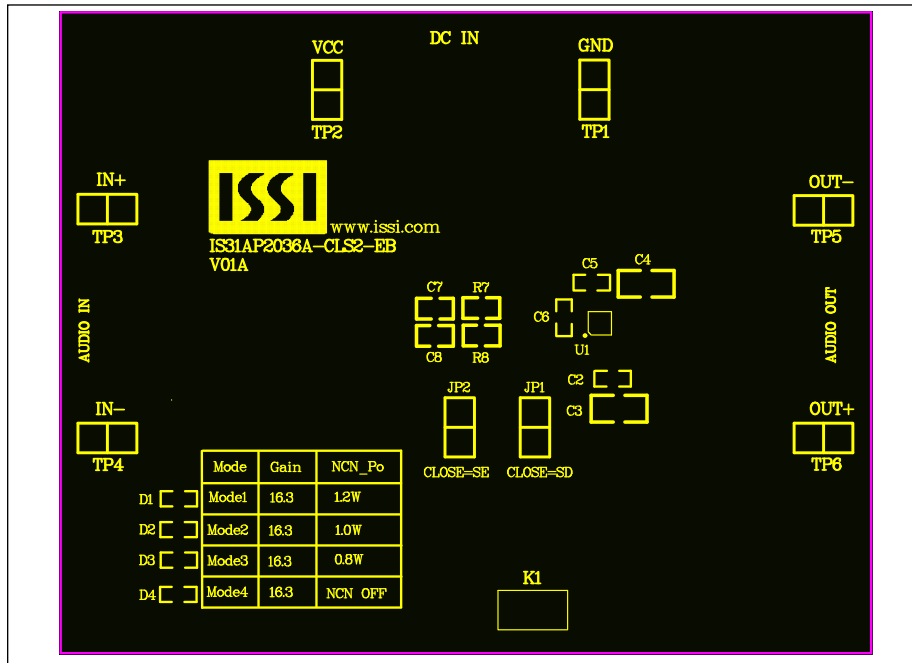 DC IN
VCC
GND
TP2
TP1
IN+
OUT-
TP3
TP5
ISSI
www.issi.com
IS31AP2036A-CLS2-EB
V01A
C5
C4
C7
R7
C6
U1
C8
R8
AUDIO IN
AUDIO OUT
C2
C3
JP2
JP1
IN-
OUT+
TP4
TP6
CLOSE=SE
CLOSE=SD
Mode Gain NCN_Po
D1 Mode1 16.3 1.2W
D2 Mode2 16.3 1.0W
D3 Mode3 16.3 0.8W
D4 Mode4 16.3 NCN OFF
K1